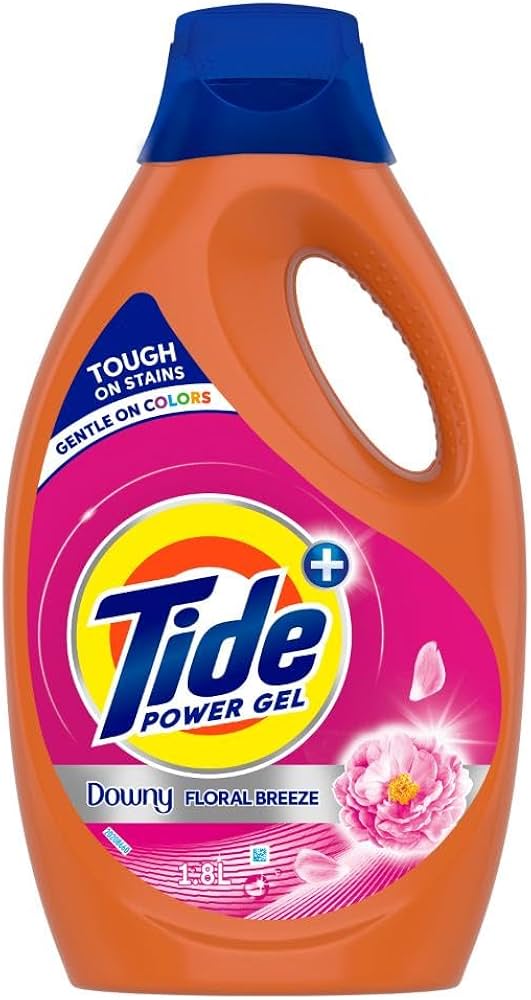 TOUGH
ON STAINS
GENTLE ON COLORS
Tide+
POWER GEL
Downy FLORAL BREEZE
1.8L